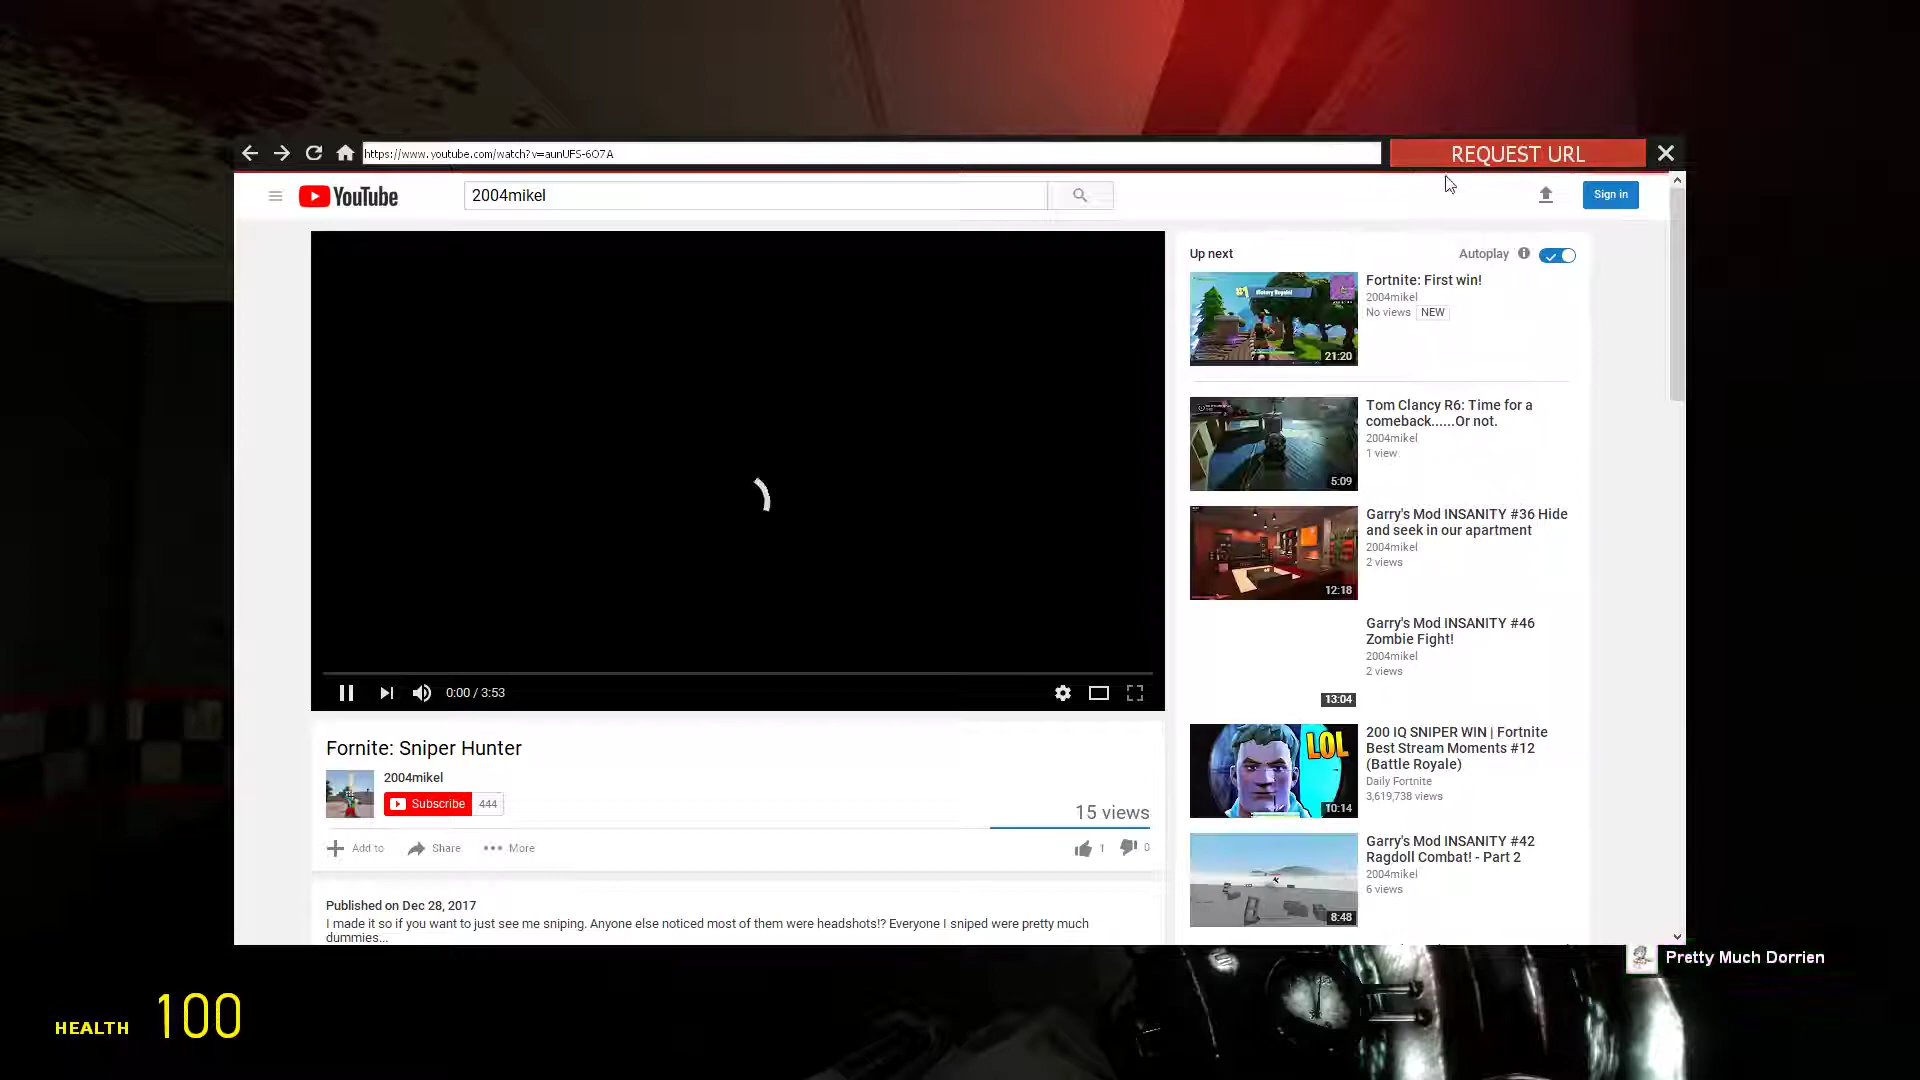 https://www.youtube.com/watch?v=aunUFS-6O7A
REQUEST URL
YouTube
2004mikel
Sign in
Up next
Autoplay
Fortnite: First win!
2004mikel
No views NEW
21:20
Tom Clancy R6: Time for a
comeback......Or not.
2004mikel
1 view
5:09
Garry's Mod INSANITY #36 Hide
and seek in our apartment
2004mikel
2 views
12:18
Garry's Mod INSANITY #46
Zombie Fight!
2004mikel
2 views
13:04
200 IQ SNIPER WIN | Fortnite
Best Stream Moments #12
(Battle Royale)
Daily Fortnite
3,619,738 views
LOL
10:14
Garry's Mod INSANITY #42
Ragdoll Combat! - Part 2
2004mikel
6 views
8:48
0:00 / 3:53
Fornite: Sniper Hunter
2004mikel
Subscribe 444
15 views
Add to
Share
More
1
0
Published on Dec 28, 2017
I made it so if you want to just see me sniping. Anyone else noticed most of them were headshots!? Everyone I sniped were pretty much
dummies...
Pretty Much Dorrien
HEALTH 100